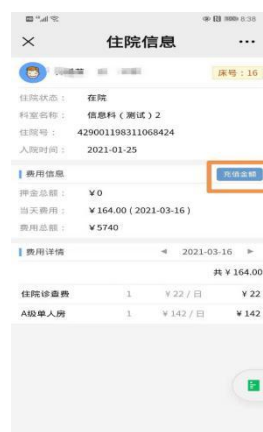 8:38
住院信息
床号：16
住院状态： 在院
科室名称： 信息科（测试）2
住院号： 429001198311068424
入院时间： 2021-01-25
费用信息 充值金额
押金总额： ￥0
当天费用： ￥164.00 (2021-03-16 )
费用总额： ￥5740
费用详情 2021-03-16
共￥164.00
住院诊查费 1 ￥22 / 日 ￥22
A级单人房 1 ￥142 / 日 ￥142